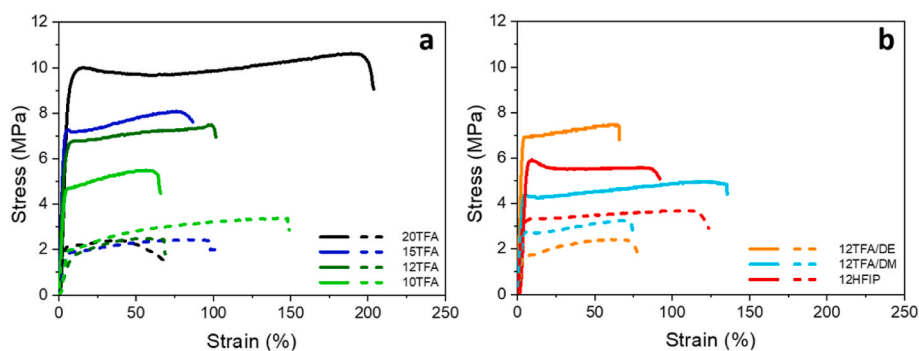 a
12
10
8
6
4
2
0
Stress (MPa)
0 50 100 150 200 250
Strain (%)
20TFA
15TFA
12TFA
10TFA
b
12
10
8
6
4
2
0
Stress (MPa)
0 50 100 150 200 250
Strain (%)
12TFA/DE
12TFA/DM
12HFIP